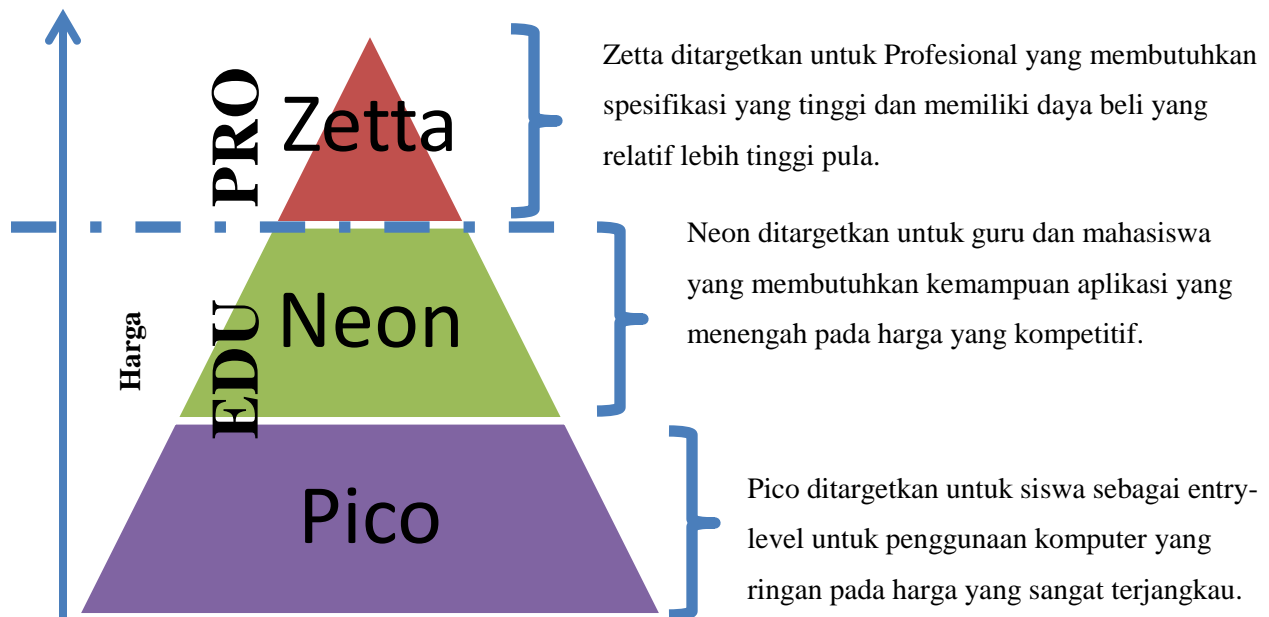 PRO
Zetta
Zetta ditargetkan untuk Profesional yang membutuhkan
spesifikasi yang tinggi dan memiliki daya beli yang
relatif lebih tinggi pula.
Harga
EDU
Neon
Neon ditargetkan untuk guru dan mahasiswa
yang membutuhkan kemampuan aplikasi yang
menengah pada harga yang kompetitif.
Pico
Pico ditargetkan untuk siswa sebagai entry-
level untuk penggunaan komputer yang
ringan pada harga yang sangat terjangkau.